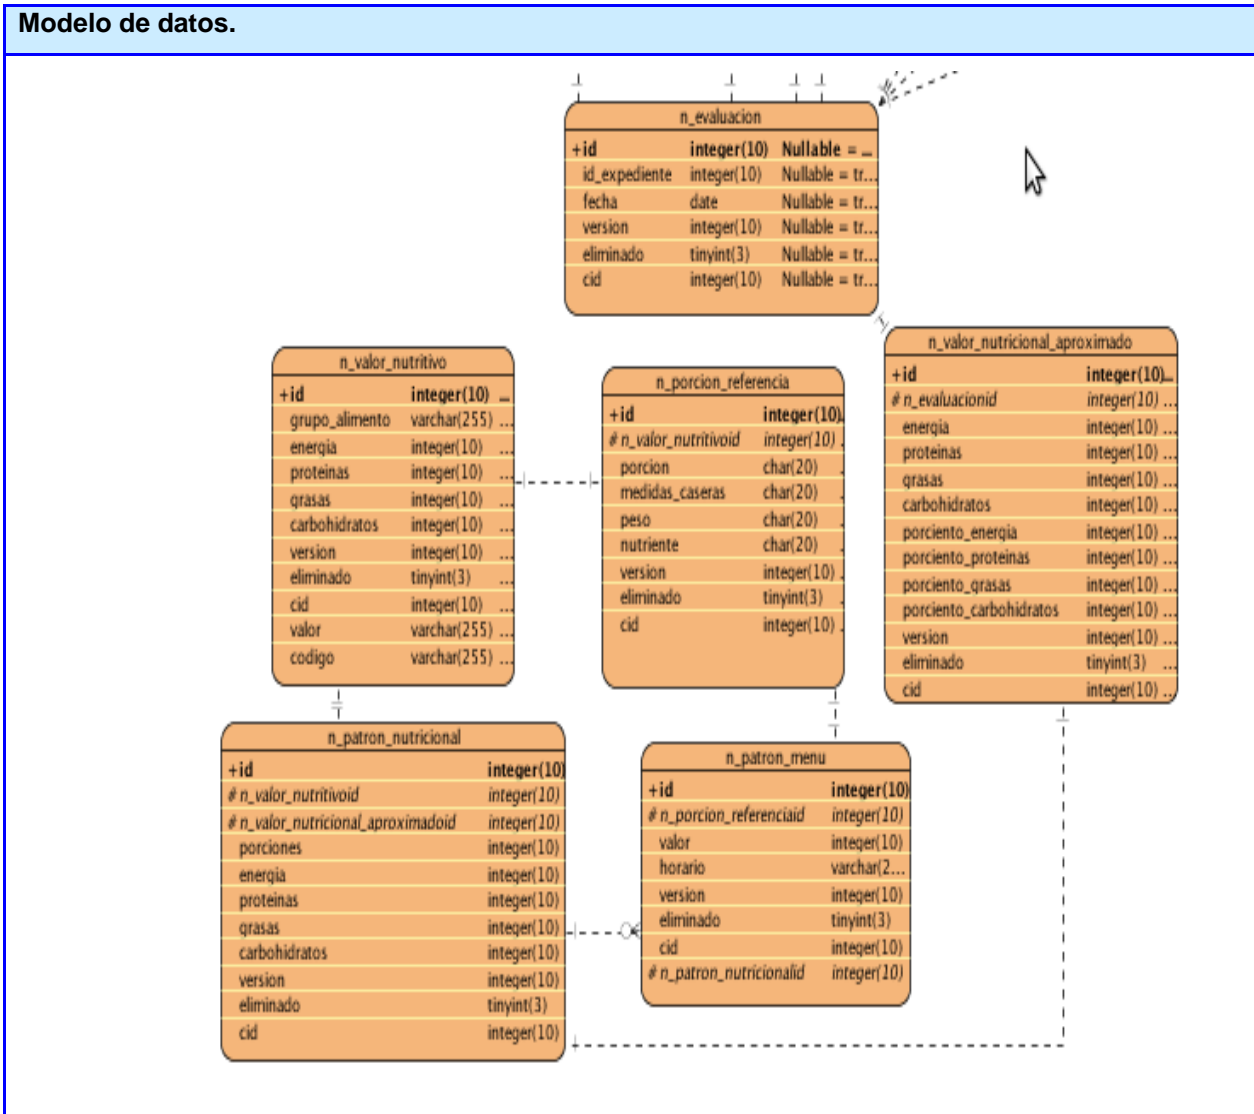 Modelo de datos.
n_evaluacion
+id integer(10) Nullable = ...
id_expediente integer(10) Nullable = tr...
fecha date Nullable = tr...
version integer(10) Nullable = tr...
eliminado tinyint(3) Nullable = tr...
cid integer(10) Nullable = tr...
n_valor_nutritivo
+id integer(10) ...
grupo_alimento varchar(255) ...
energia integer(10) ...
proteinas integer(10) ...
grasas integer(10) ...
carbohidratos integer(10) ...
version integer(10) ...
eliminado tinyint(3) ...
cid integer(10) ...
valor varchar(255) ...
codigo varchar(255) ...
n_porcion_referencia
+id integer(10)
# n_valor_nutritivoid integer(10) .
porcion char(20) .
medidas_caseras char(20) .
peso char(20) .
nutriente char(20) .
version integer(10) .
eliminado tinyint(3) .
cid integer(10) .
n_valor_nutricional_aproximado
+id integer(10)...
# n_evaluacionid integer(10) ...
energia integer(10) ...
proteinas integer(10) ...
grasas integer(10) ...
carbohidratos integer(10) ...
porciento_energia integer(10) ...
porciento_proteinas integer(10) ...
porciento_grasas integer(10) ...
porciento_carbohidratos integer(10) ...
version integer(10) ...
eliminado tinyint(3) ...
cid integer(10) ...
n_patron_nutricional
+id integer(10)
# n_valor_nutritivoid integer(10)
# n_valor_nutricional_aproximadoid integer(10)
porciones integer(10)
energia integer(10)
proteinas integer(10)
grasas integer(10)
carbohidratos integer(10)
version integer(10)
eliminado tinyint(3)
cid integer(10)
n_patron_menu
+id integer(10)
# n_porcion_referenciaid integer(10)
valor integer(10)
horario varchar(2...
version integer(10)
eliminado tinyint(3)
cid integer(10)
# n_patron_nutricionalid integer(10)